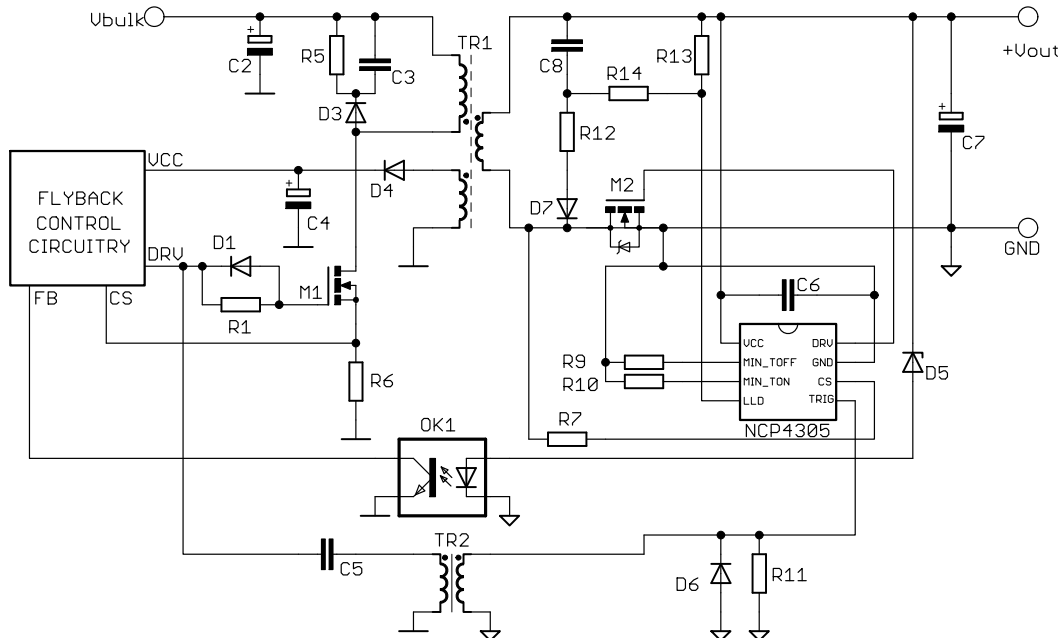 Vbulk
+
C2
R5
C3
TR1
C8
R13
R14
+Vout
D3
R12
+
C7
VCC
FLYBACK
CONTROL
CIRCUITRY
D4
+
C4
D7
M2
GND
DRV
D1
M1
FB
CS
R1
C6
R6
R9
R10
VCC
MIN_TOFF
MIN_TON
LLD
DRV
GND
CS
TRIG
D5
NCP4305
R7
OK1
TR2
C5
D6
R11